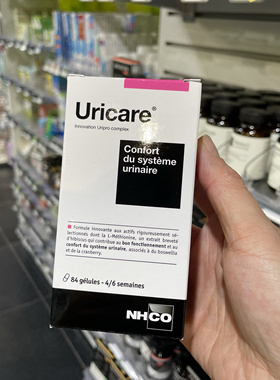 Uricare®
Innovation Unipro complex
Confort
du système
urinaire
Formule innovante aux actifs rigoureusement sé-
lectionnés dont la L-Méthionine, un extrait breveté
d'hibiscus qui contribue au bon fonctionnement et au
confort du système urinaire, associés à du boswellia
et de la cranberry.
84 gélules - 4/6 semaines
NHCO